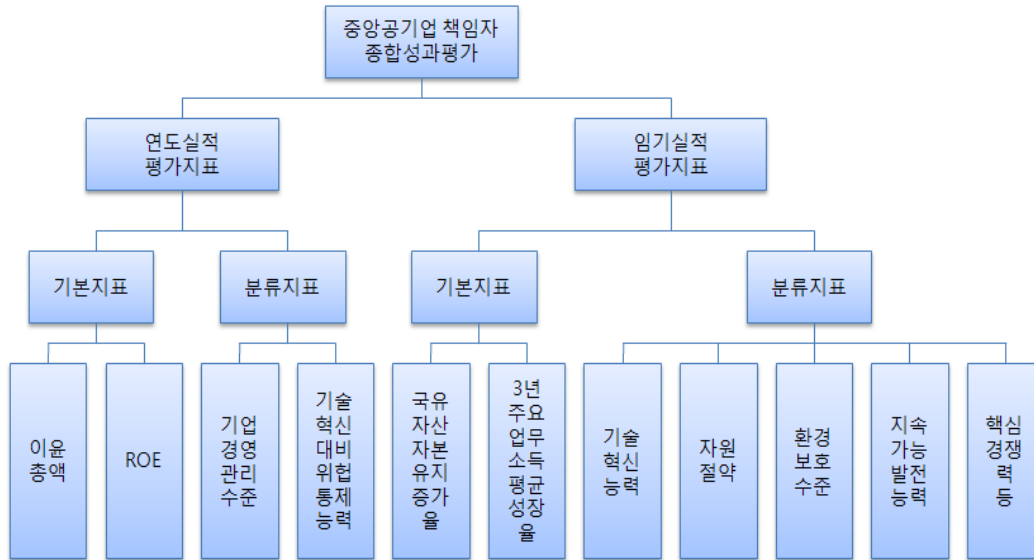 중앙공기업 책임자
종합성과평가
연도실적
평가지표
임기실적
평가지표
기본지표
분류지표
기본지표
분류지표
이윤
총액
ROE
기업
경영
관리
수준
기술
혁신
대비
위험
통제
능력
국유
자산
자본
유지
증가
율
3년
주요
업무
소득
평균
성장
율
기술
혁신
능력
자원
절약
환경
보호
수준
지속
가능
발전
능력
핵심
경쟁
력
등